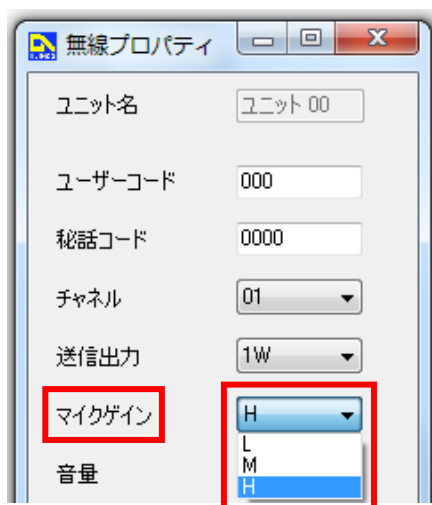 無線プロパティ
ユニット名 ユニット 00
ユーザーコード 000
秘話コード 0000
チャネル 01
送信出力 1W
マイクゲイン H
L
音量 M
H